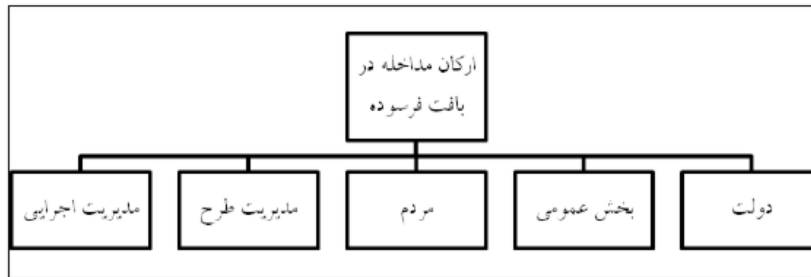 ارکان مداخله در
بافت فرسوده
دولت
بخش عمومی
مردم
مدیریت طرح
مدیریت اجرایی